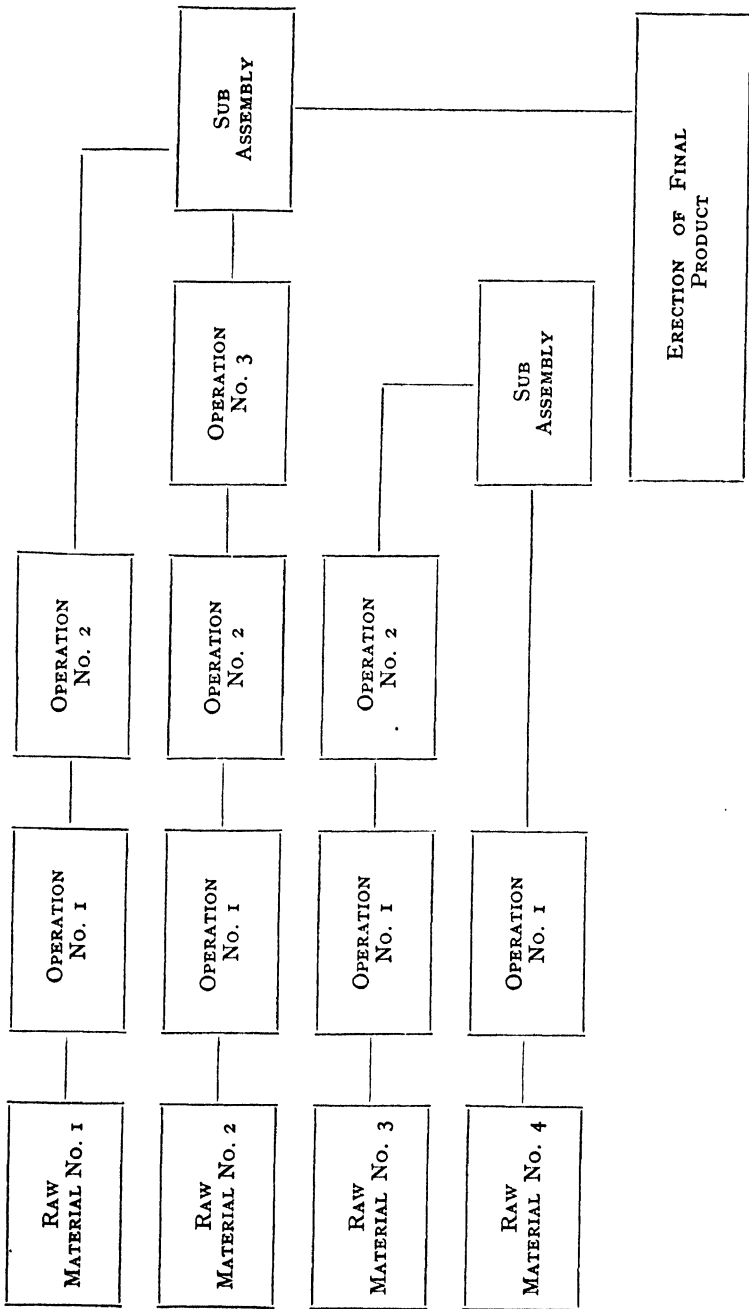 Raw
Material No. 1
Operation
No. 1
Operation
No. 2
Raw
Material No. 2
Operation
No. 1
Operation
No. 2
Operation
No. 3
Sub
Assembly
Raw
Material No. 3
Operation
No. 1
Operation
No. 2
Raw
Material No. 4
Operation
No. 1
Sub
Assembly
Erection of Final
Product